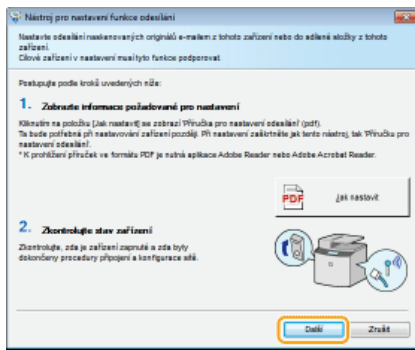 Nástroj pro nastavení funkce odesílání
Nastavte odesílání naskenovaných originálů e-mailem z tohoto zařízení nebo do sdílené složky z tohoto
zařízení.
Cílové zařízení v nastavení musí tyto funkce podporovat.
Postupujte podle kroků uvedených níže:
1. Zobrazte informace požadované pro nastavení
Kliknutím na položku [Jak nastavit] se zobrazí 'Příručka pro nastavení odesílání' (pdf).
Ta bude potřebná při nastavování zařízení později. Při nastavení zaškrtněte jak tento nástroj, tak 'Příručku pro
nastavení odesílání'.
* K prohlížení příruček ve formátu PDF je nutná aplikace Adobe Reader nebo Adobe Acrobat Reader.
PDF
Jak nastavit
2. Zkontrolujte stav zařízení
Zkontrolujte, zda je zařízení zapnuté a zda byly
dokončeny procedury připojení a konfigurace sítě.
Další
Zrušit